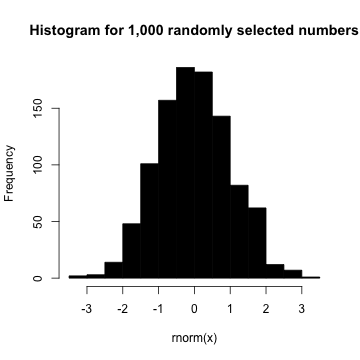 Histogram for 1,000 randomly selected numbers
Frequency
150
100
50
0
-3 -2 -1 0 1 2 3
rnorm(x)